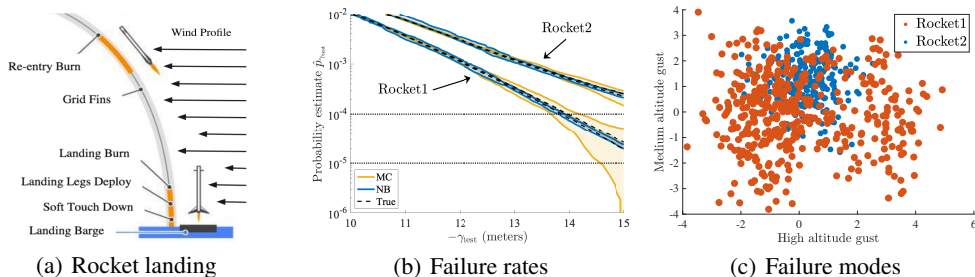 Wind Profile
Re-entry Burn
Grid Fins
Landing Burn
Landing Legs Deploy
Soft Touch Down
Landing Barge
(a) Rocket landing
Probability estimate p̂γtest
10⁻²
10⁻³
10⁻⁴
10⁻⁵
10⁻⁶
Rocket2
Rocket1
MC
NB
True
10 11 12 13 14 15
−γtest (meters)
(b) Failure rates
Medium altitude gust
4
3
2
1
0
-1
-2
-3
-4
Rocket1
Rocket2
-4 -2 0 2 4 6
High altitude gust
(c) Failure modes